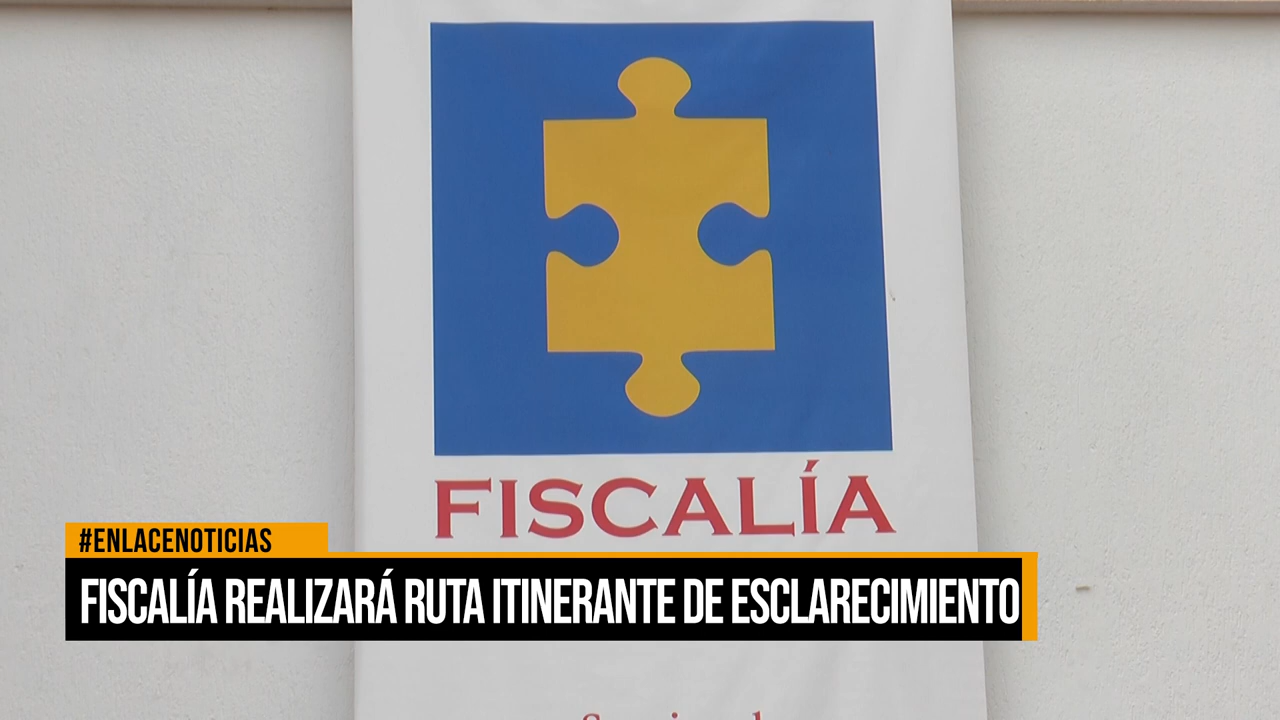 FISCALÍA
#ENLACENOTICIAS
FISCALÍA REALIZARÁ RUTA ITINERANTE DE ESCLARECIMIENTO